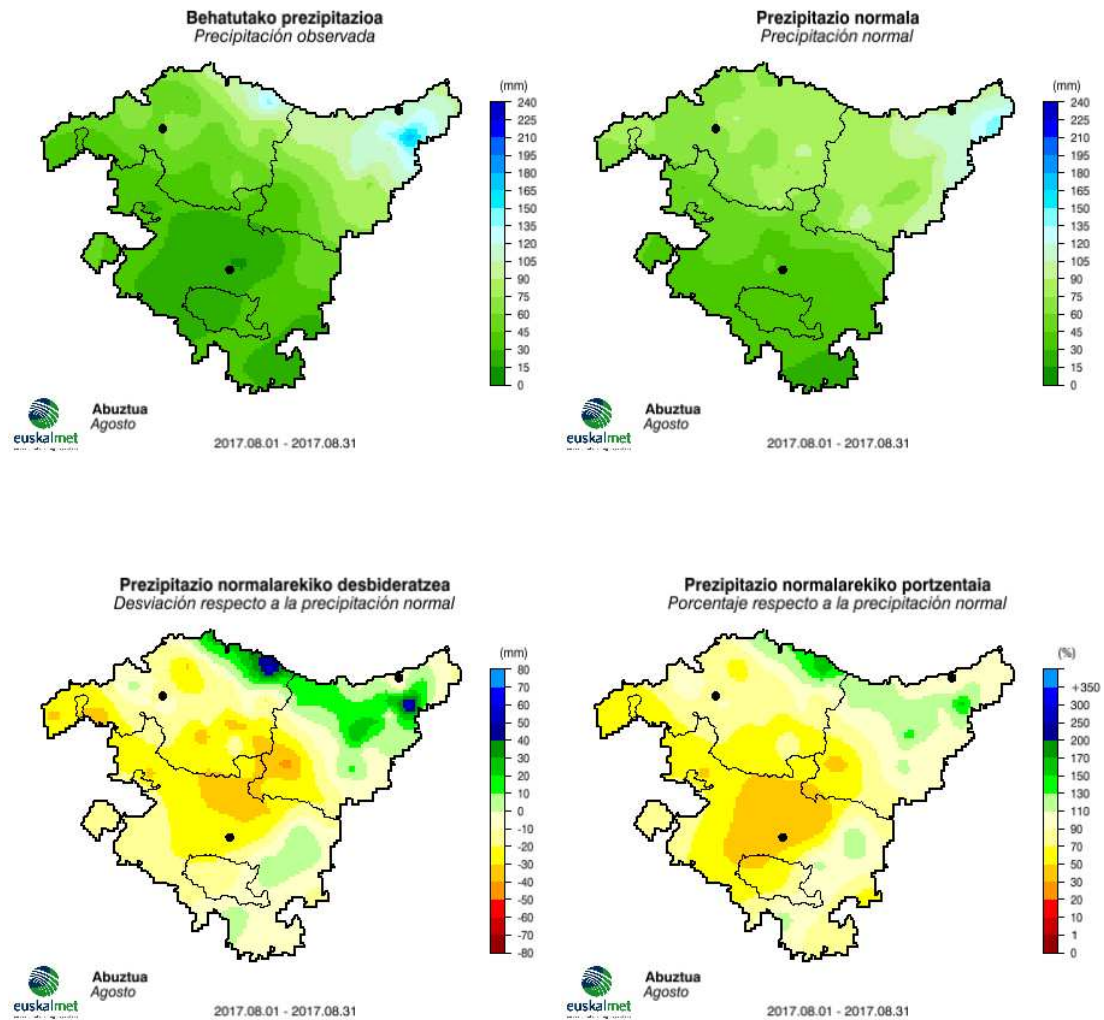 Behatutako prezipitazioa
Precipitación observada
(mm)
240
210
195
180
165
150
135
120
105
90
75
60
45
30
15
0
euskalmet
Abuztua
Agosto
2017.08.01 - 2017.08.31
Prezipitazio normala
Precipitación normal
(mm)
240
210
195
180
165
150
135
120
105
90
75
60
45
30
15
0
euskalmet
Abuztua
Agosto
2017.08.01 - 2017.08.31
Prezipitazio normalarekiko desbideratzea
Desviación respecto a la precipitación normal
(mm)
80
70
60
50
40
30
20
10
0
-10
-20
-30
-40
-50
-60
-70
-80
euskalmet
Abuztua
Agosto
2017.08.01 - 2017.08.31
Prezipitazio normalarekiko portzentaia
Porcentaje respecto a la precipitación normal
(%)
+350
300
250
200
170
150
130
110
90
70
50
30
20
10
1
0
euskalmet
Abuztua
Agosto
2017.08.01 - 2017.08.31